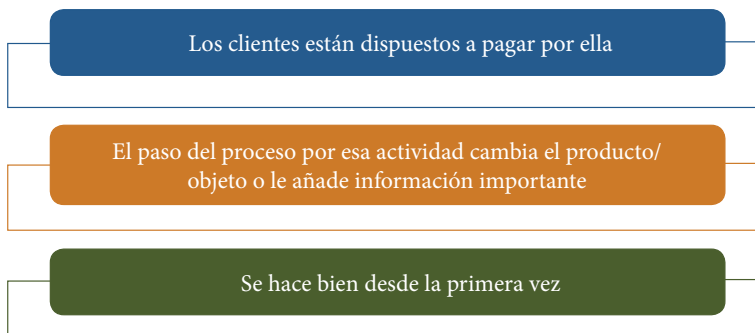 Los clientes están dispuestos a pagar por ella
El paso del proceso por esa actividad cambia el producto/
objeto o le añade información importante
Se hace bien desde la primera vez